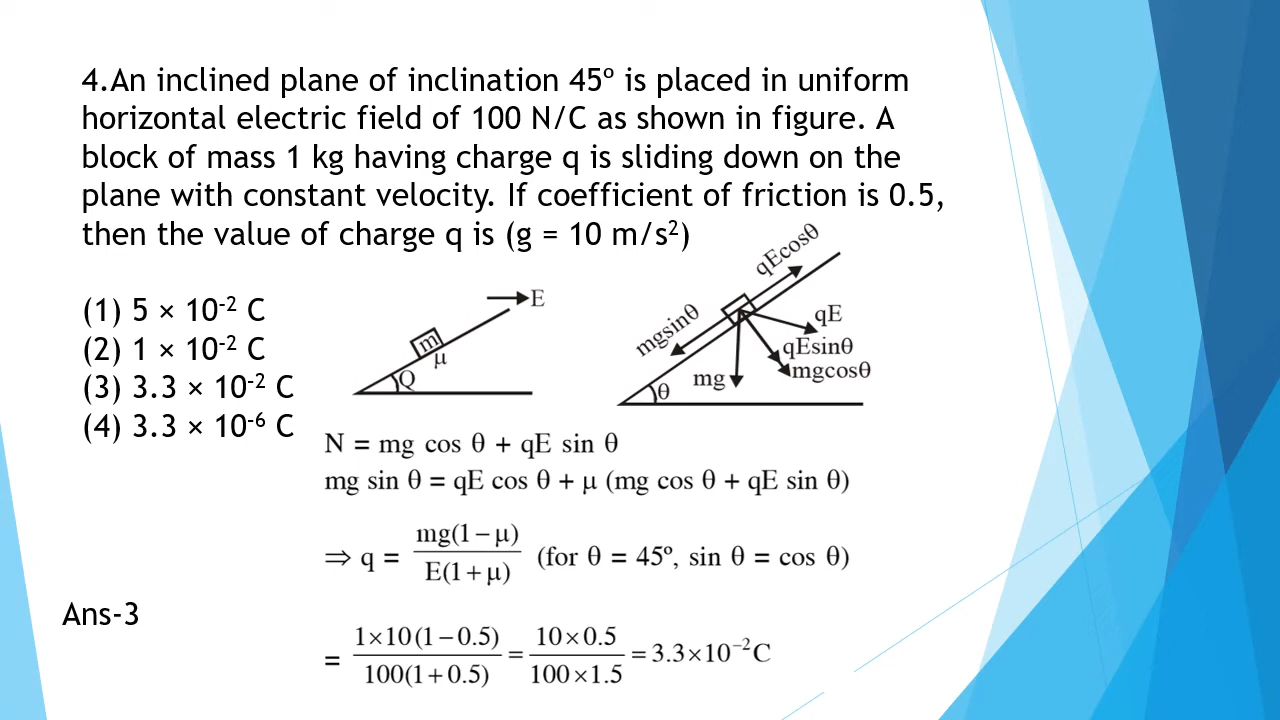 4.An inclined plane of inclination 45º is placed in uniform
horizontal electric field of 100 N/C as shown in figure. A
block of mass 1 kg having charge q is sliding down on the
plane with constant velocity. If coefficient of friction is 0.5,
then the value of charge q is (g = 10 m/s²)
(1) 5 × 10⁻² C
(2) 1 × 10⁻² C
(3) 3.3 × 10⁻² C
(4) 3.3 × 10⁻⁶ C
E
m
μ
Q
qEcosθ
mgsinθ
qE
qEsinθ
mgcosθ
mg
θ
N = mg cos θ + qE sin θ
mg sin θ = qE cos θ + μ (mg cos θ + qE sin θ)
⇒ q = mg(1 − μ) / E(1 + μ) (for θ = 45º, sin θ = cos θ)
Ans-3
= 1×10(1 − 0.5) / 100(1 + 0.5) = 10 × 0.5 / 100 × 1.5 = 3.3×10⁻² C